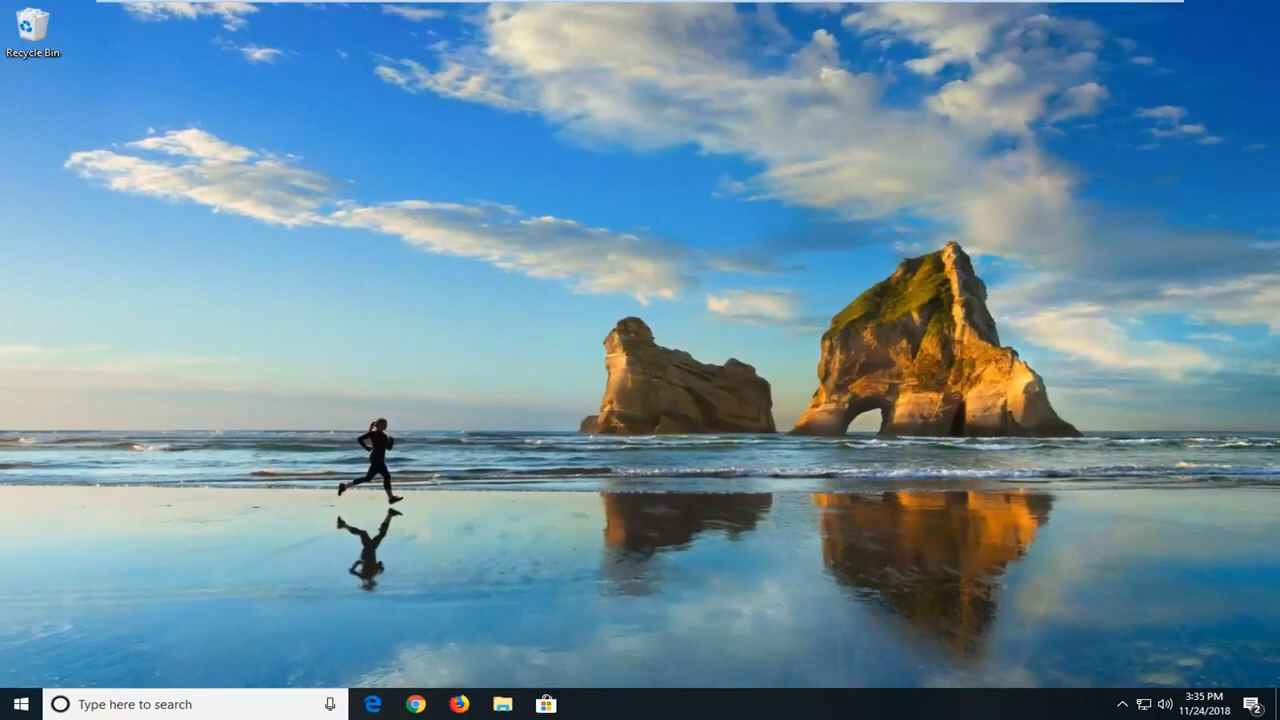 Recycle Bin
Type here to search
3:35 PM
11/24/2018
2